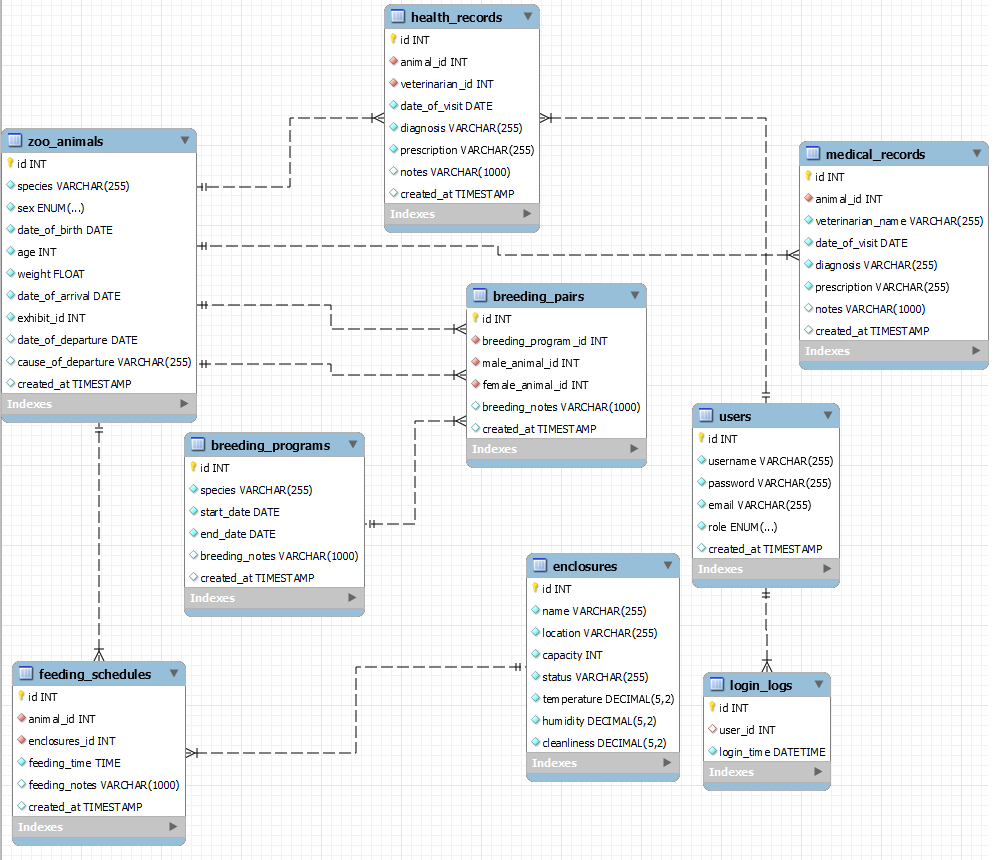 health_records
id INT
animal_id INT
veterinarian_id INT
date_of_visit DATE
diagnosis VARCHAR(255)
prescription VARCHAR(255)
notes VARCHAR(1000)
created_at TIMESTAMP
Indexes
zoo_animals
id INT
species VARCHAR(255)
sex ENUM(...)
date_of_birth DATE
age INT
weight FLOAT
date_of_arrival DATE
exhibit_id INT
date_of_departure DATE
cause_of_departure VARCHAR(255)
created_at TIMESTAMP
Indexes
medical_records
id INT
animal_id INT
veterinarian_name VARCHAR(255)
date_of_visit DATE
diagnosis VARCHAR(255)
prescription VARCHAR(255)
notes VARCHAR(1000)
created_at TIMESTAMP
Indexes
breeding_pairs
id INT
breeding_program_id INT
male_animal_id INT
female_animal_id INT
breeding_notes VARCHAR(1000)
created_at TIMESTAMP
Indexes
breeding_programs
id INT
species VARCHAR(255)
start_date DATE
end_date DATE
breeding_notes VARCHAR(1000)
created_at TIMESTAMP
Indexes
users
id INT
username VARCHAR(255)
password VARCHAR(255)
email VARCHAR(255)
role ENUM(...)
created_at TIMESTAMP
Indexes
enclosures
id INT
name VARCHAR(255)
location VARCHAR(255)
capacity INT
status VARCHAR(255)
temperature DECIMAL(5,2)
humidity DECIMAL(5,2)
cleanliness DECIMAL(5,2)
Indexes
feeding_schedules
id INT
animal_id INT
enclosures_id INT
feeding_time TIME
feeding_notes VARCHAR(1000)
created_at TIMESTAMP
Indexes
login_logs
id INT
user_id INT
login_time DATETIME
Indexes